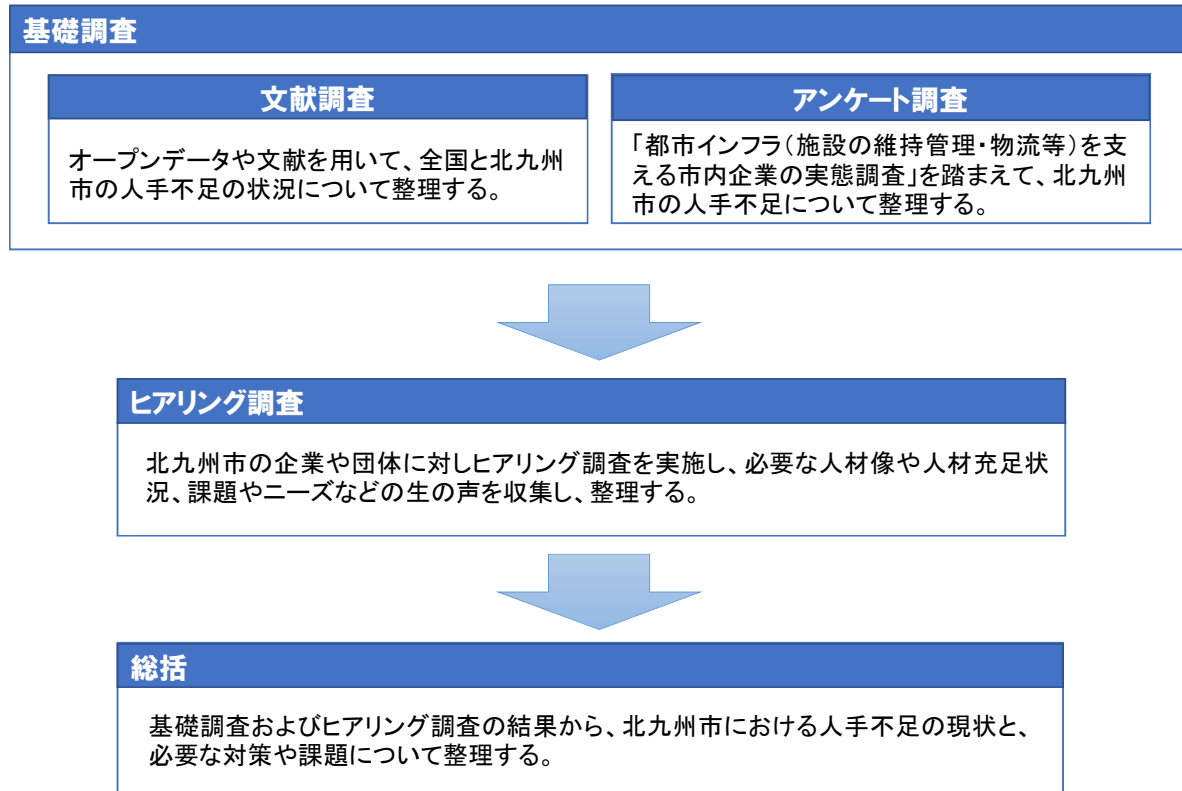 基礎調査
文献調査
オープンデータや文献を用いて、全国と北九州
市の人手不足の状況について整理する。
アンケート調査
「都市インフラ（施設の維持管理・物流等）を支
える市内企業の実態調査」を踏まえて、北九州
市の人手不足について整理する。
ヒアリング調査
北九州市の企業や団体に対しヒアリング調査を実施し、必要な人材像や人材充足状
況、課題やニーズなどの生の声を収集し、整理する。
総括
基礎調査およびヒアリング調査の結果から、北九州市における人手不足の現状と、
必要な対策や課題について整理する。